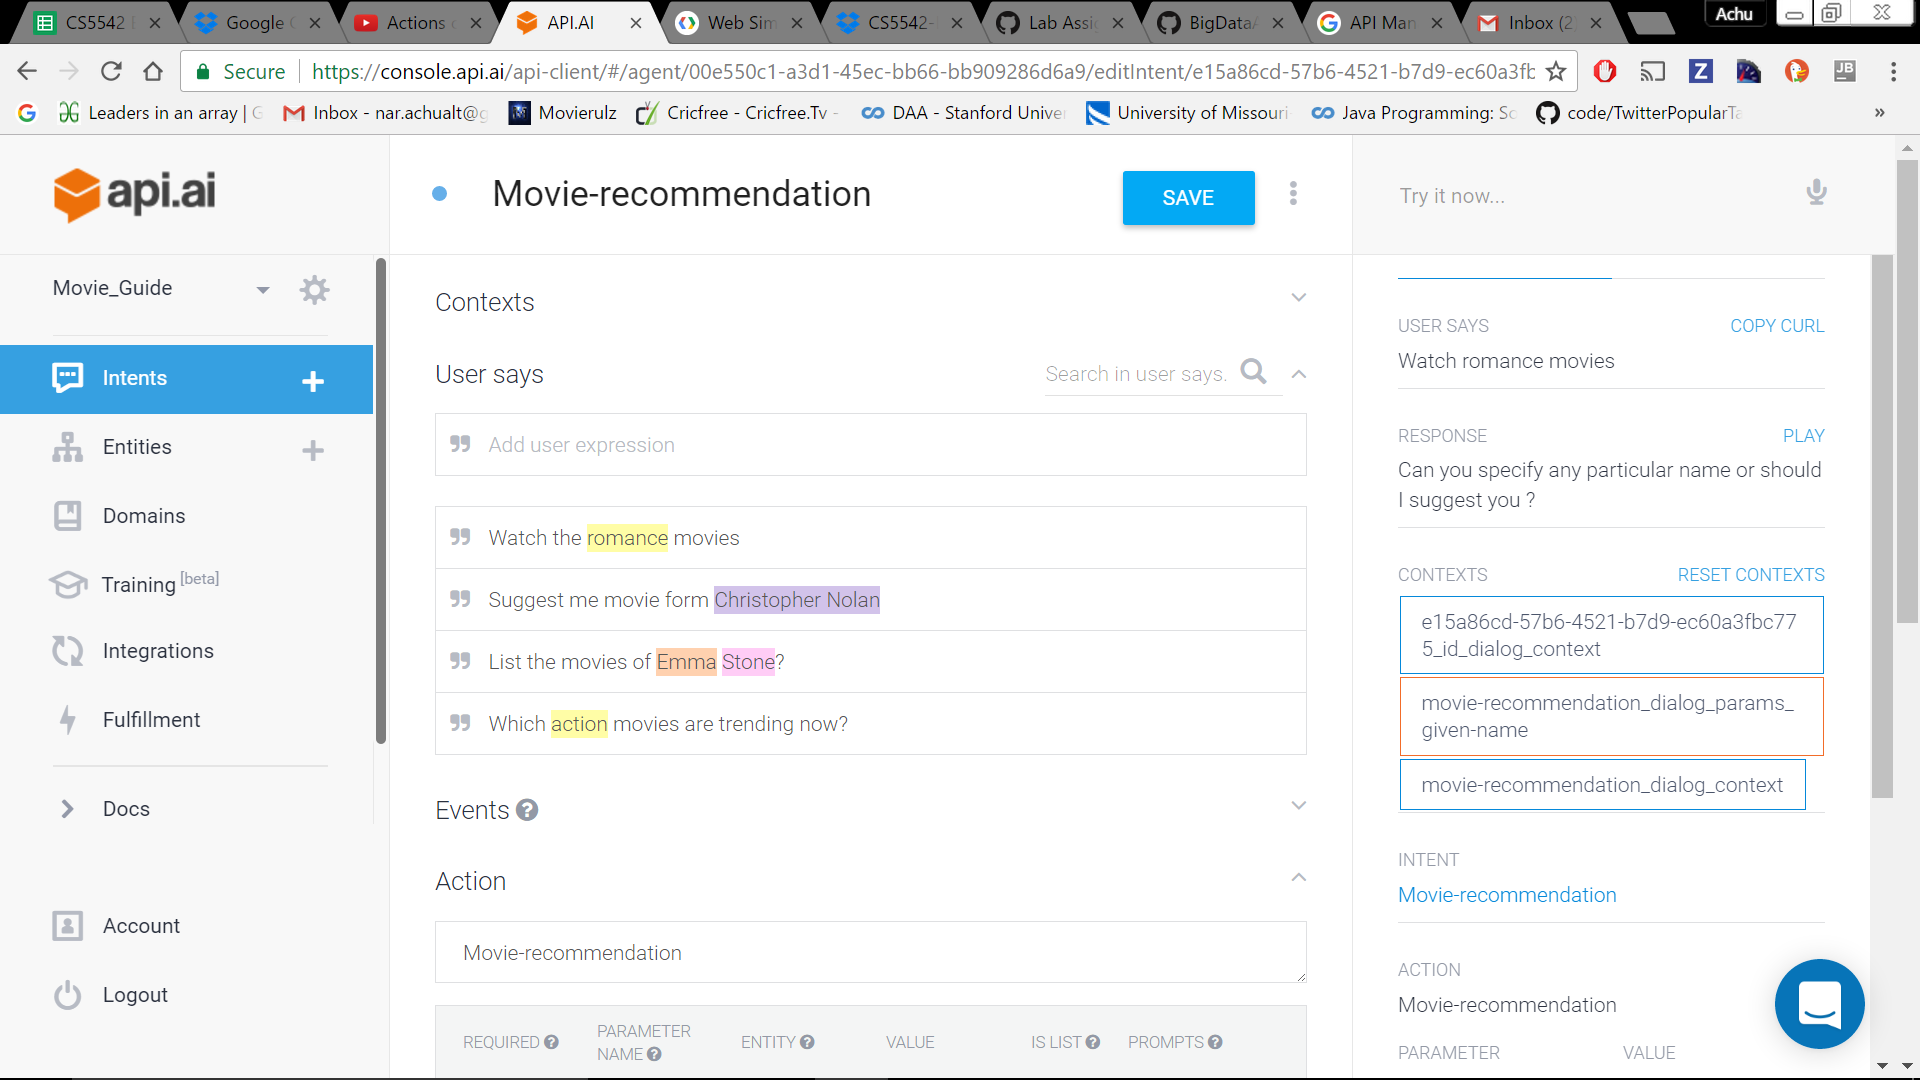 CS5542
Google
Actions
API.AI
Web Sim
CS5542-
Lab Assig
BigData
API Man
Inbox (2
Achu
Secure
https://console.api.ai/api-client/#/agent/00e550c1-a3d1-45ec-bb66-bb909286d6a9/editIntent/e15a86cd-57b6-4521-b7d9-ec60a3fb
Leaders in an array | G
Inbox - nar.achualt@g
Movierulz
Cricfree - Cricfree.Tv -
DAA - Stanford Univer
University of Missouri
Java Programming: So
code/TwitterPopularTa
»
api.ai
Movie_Guide
Intents
Entities
Domains
Training [beta]
Integrations
Fulfillment
Docs
Account
Logout
Movie-recommendation
SAVE
Contexts
User says
Search in user says.
Add user expression
Watch the romance movies
Suggest me movie form Christopher Nolan
List the movies of Emma Stone?
Which action movies are trending now?
Events ?
Action
Movie-recommendation
REQUIRED ?
PARAMETER
NAME ?
ENTITY ?
VALUE
IS LIST ?
PROMPTS ?
Try it now...
USER SAYS
COPY CURL
Watch romance movies
RESPONSE
PLAY
Can you specify any particular name or should
I suggest you ?
CONTEXTS
RESET CONTEXTS
e15a86cd-57b6-4521-b7d9-ec60a3fbc77
5_id_dialog_context
movie-recommendation_dialog_params_
given-name
movie-recommendation_dialog_context
INTENT
Movie-recommendation
ACTION
Movie-recommendation
PARAMETER
VALUE